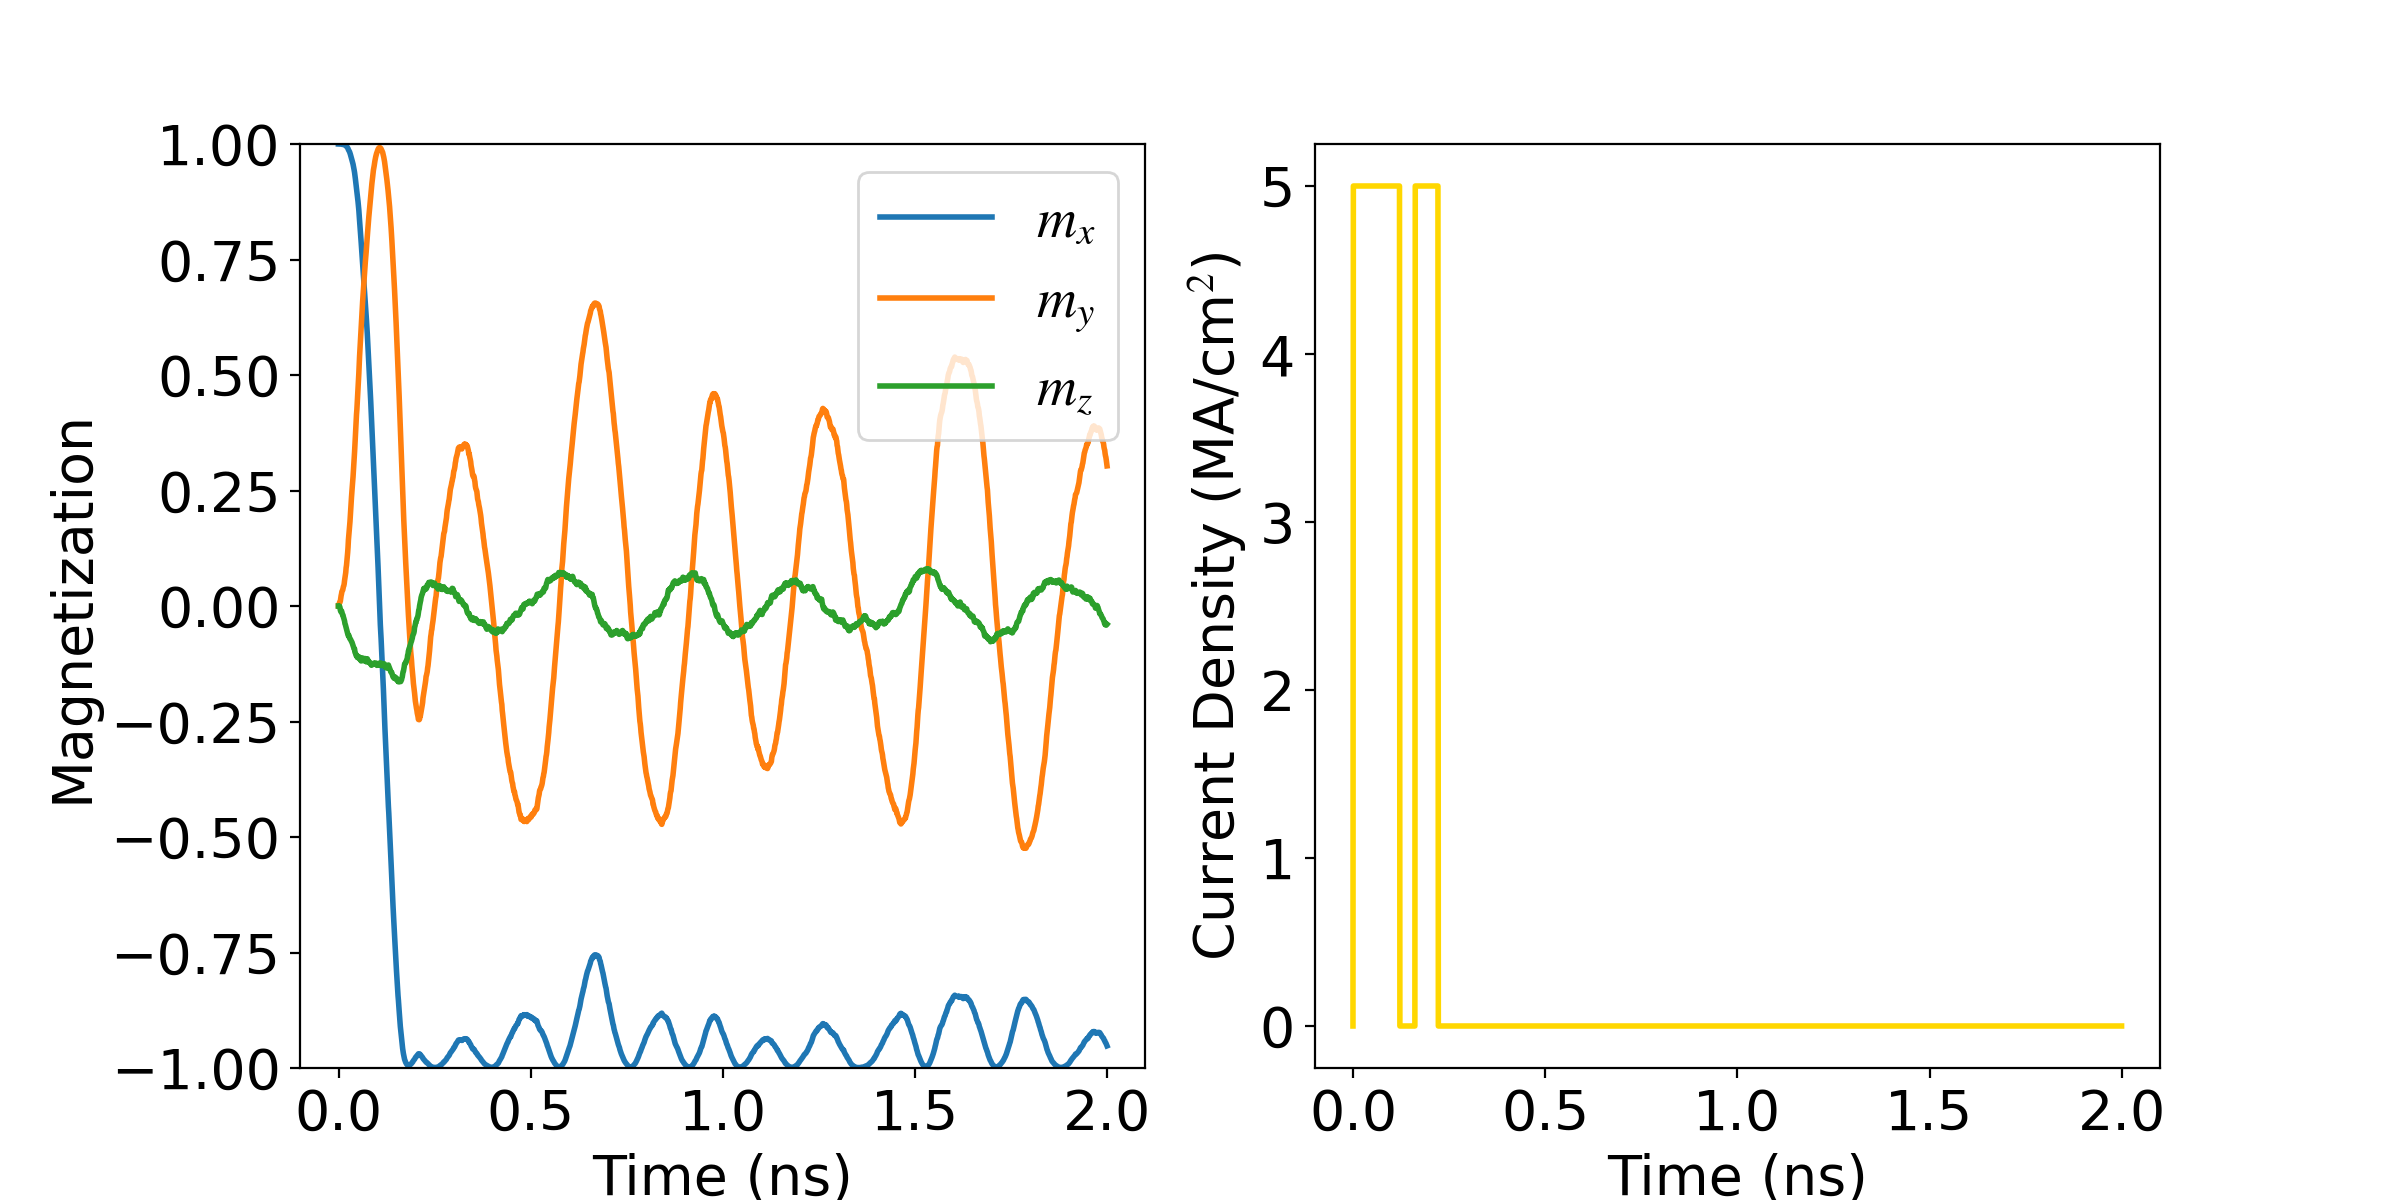 1.00
0.75
0.50
0.25
0.00
−0.25
−0.50
−0.75
−1.00
Magnetization
0.0 0.5 1.0 1.5 2.0
Time (ns)
m_x
m_y
m_z
5
4
3
2
1
0
Current Density (MA/cm²)
0.0 0.5 1.0 1.5 2.0
Time (ns)